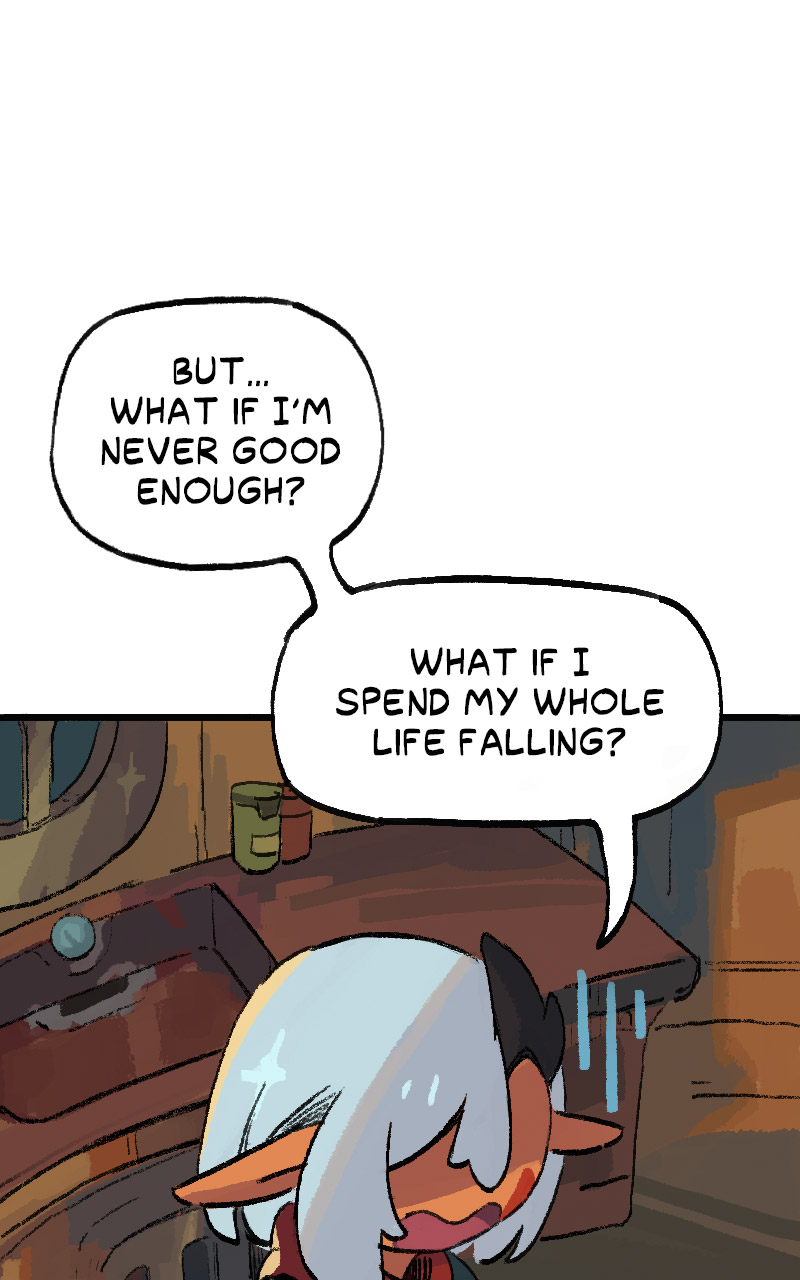 BUT...
WHAT IF I'M
NEVER GOOD
ENOUGH?
WHAT IF I
SPEND MY WHOLE
LIFE FALLING?